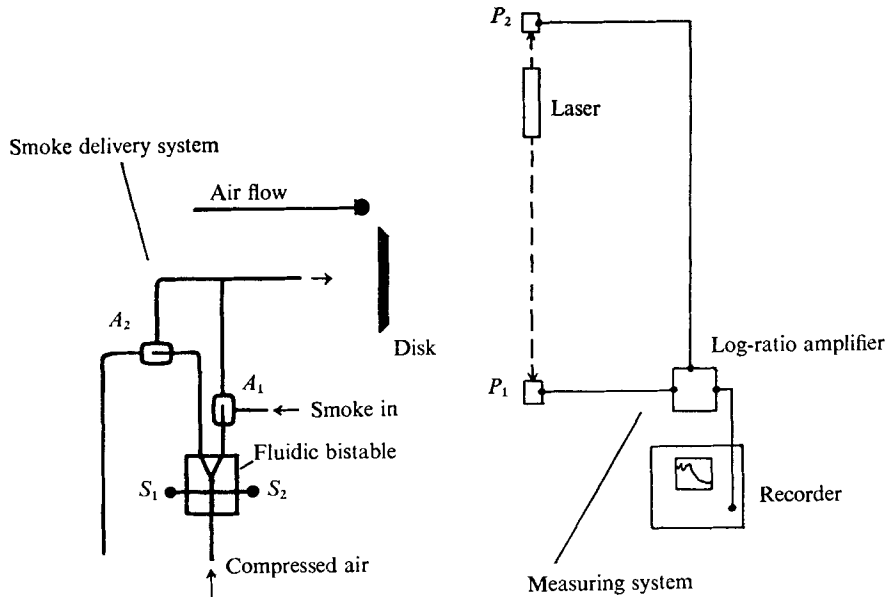 P₂
Laser
Smoke delivery system
Air flow
A₂
Disk
Log-ratio amplifier
A₁
P₁
Smoke in
Fluidic bistable
S₁
S₂
Recorder
Compressed air
Measuring system